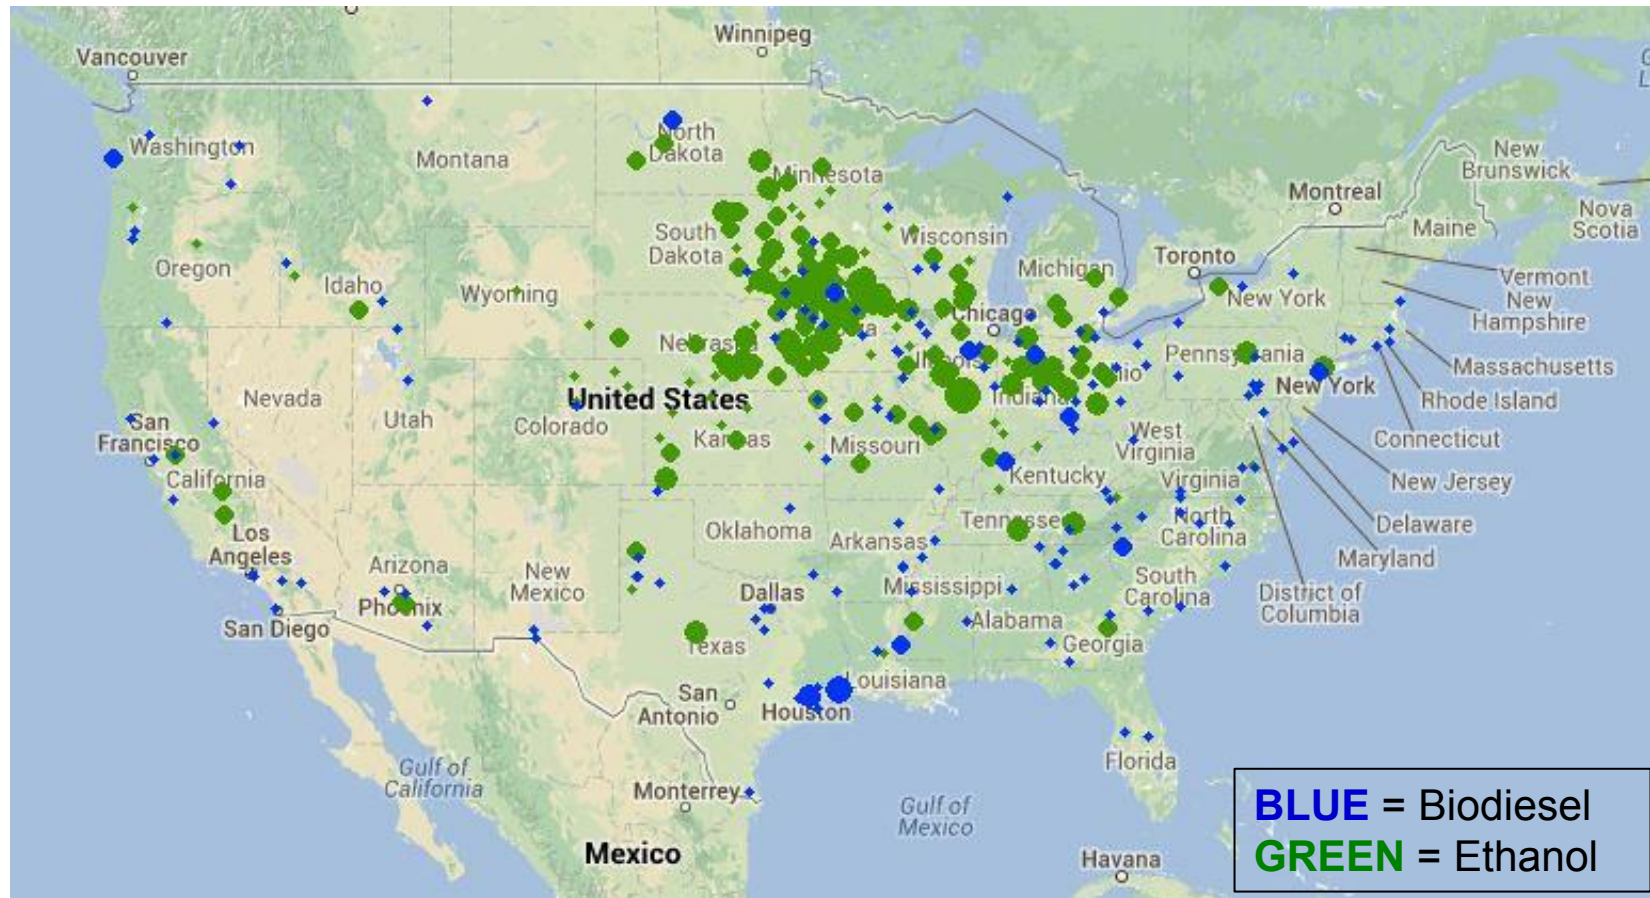 Winnipeg
Vancouver
Washington
Montana
North
Dakota
Minnesota
New
Brunswick
Montreal
Nova
Scotia
Maine
South
Dakota
Wisconsin
Michigan
Toronto
Oregon
Idaho
Wyoming
Vermont
New York
New
Hampshire
Chicago
Pennsylvania
Massachusetts
Nebraska
Illinois
Ohio
Indiana
New York
Rhode Island
United States
Nevada
Utah
Colorado
Kansas
Missouri
West
Virginia
Connecticut
San
Francisco
California
Kentucky
Virginia
New Jersey
Oklahoma
Arkansas
Tennessee
North
Carolina
Delaware
Maryland
Los
Angeles
Arizona
New
Mexico
Phoenix
Dallas
Mississippi
South
Carolina
District of
Columbia
San Diego
Alabama
Georgia
Texas
Louisiana
San
Antonio
Houston
Florida
Gulf of
California
Monterrey
Gulf of
Mexico
Mexico
Havana
BLUE = Biodiesel
GREEN = Ethanol